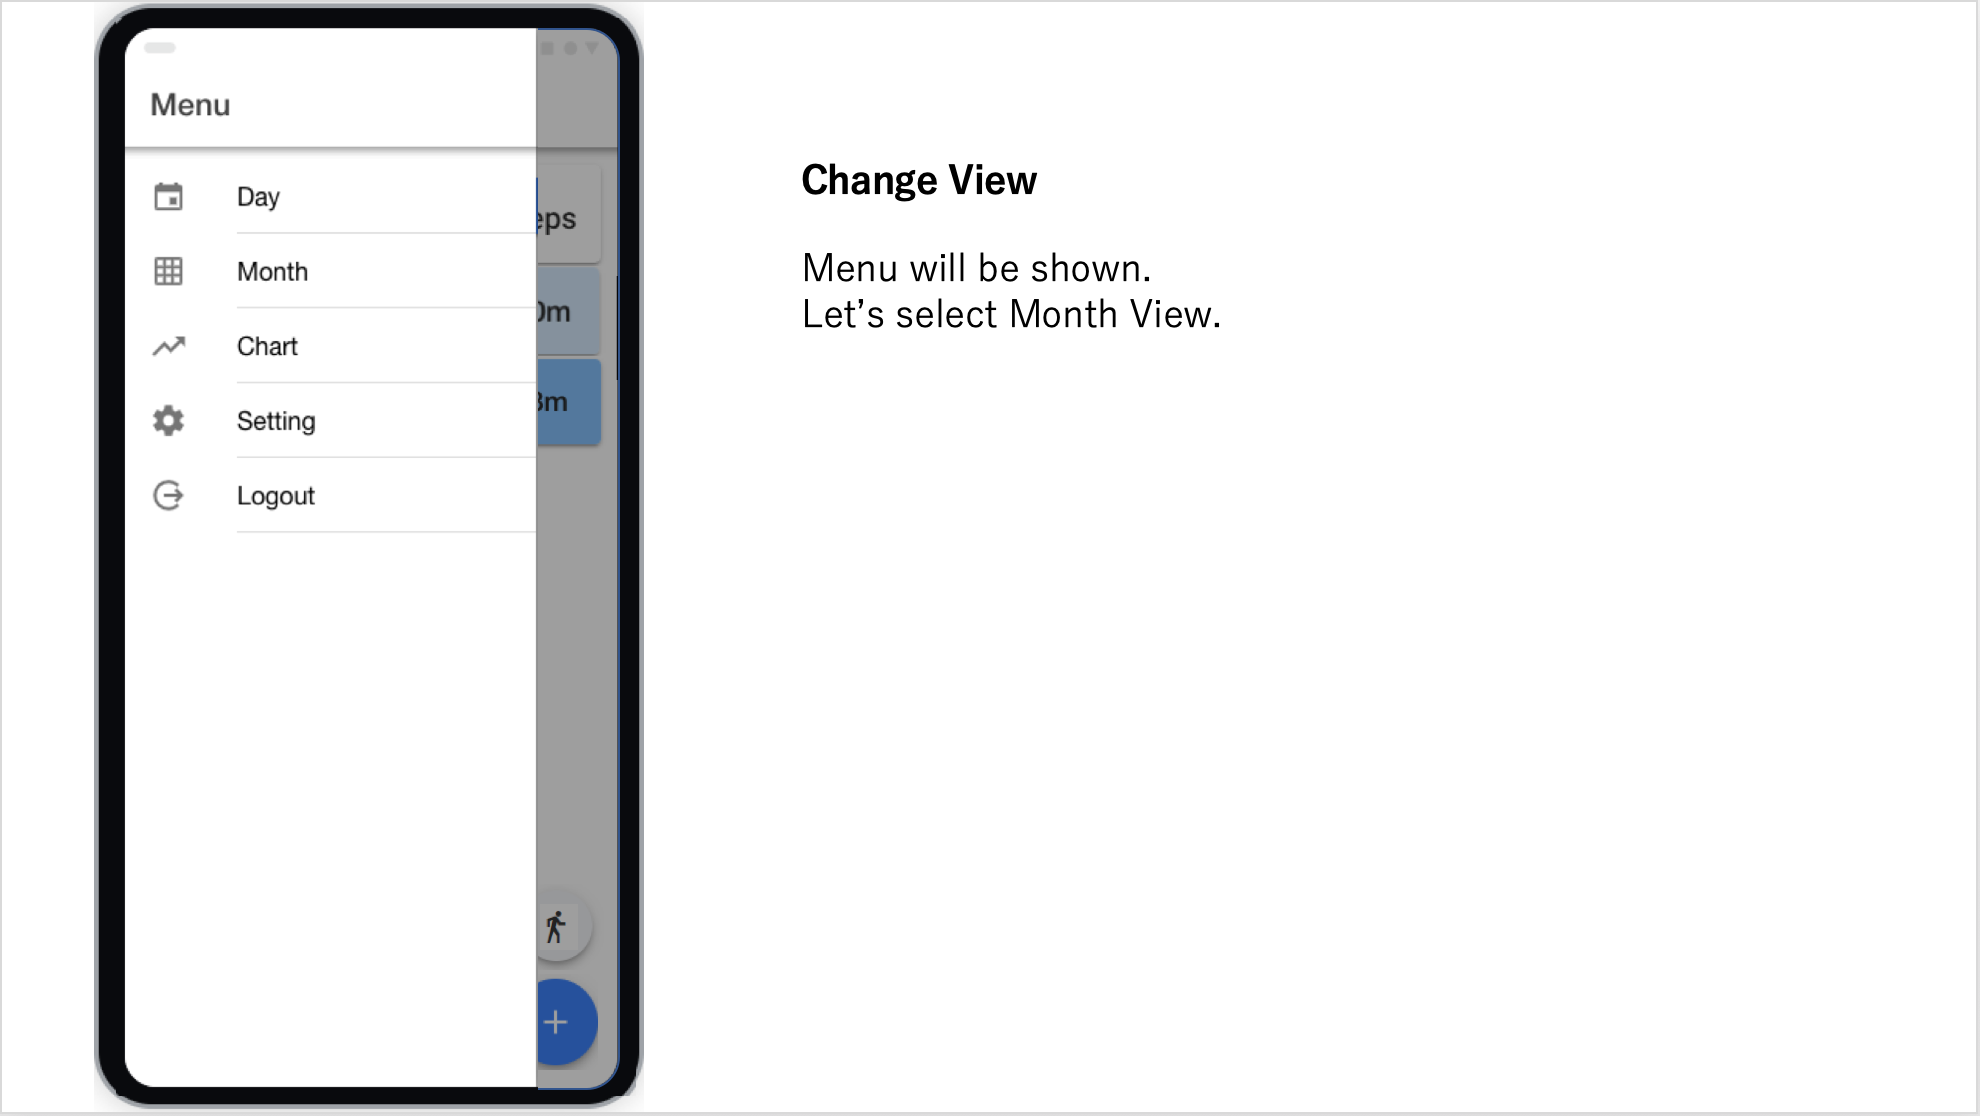 Menu
Day
Month
Chart
Setting
Logout
eps
0m
3m
Change View
Menu will be shown.
Let’s select Month View.